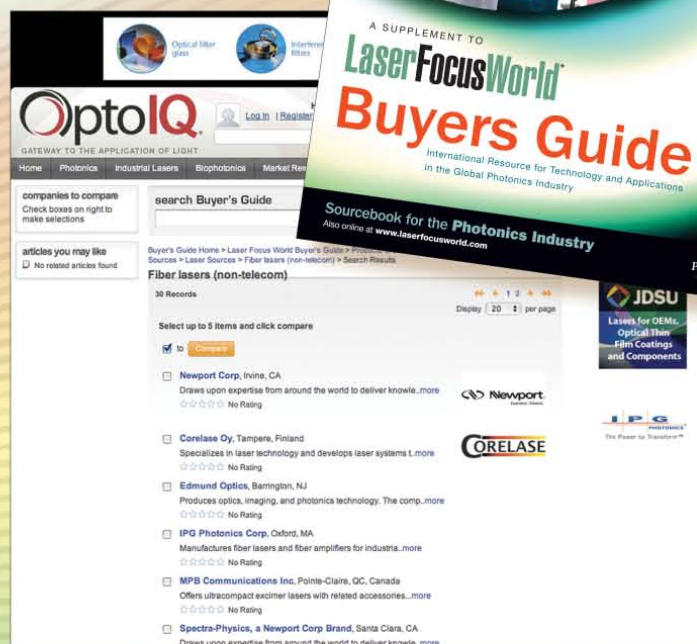 Optical filter
glass
filters
A SUPPLEMENT TO
LaserFocusWorld
Buyers Guide
International Resource for Technology and Applications
in the Global Photonics Industry
Sourcebook for the Photonics Industry
Also online at www.laserfocusworld.com
OptoIQ
Log In | Register
GATEWAY TO THE APPLICATION OF LIGHT
Home Photonics Industrial Lasers Biophotonics Market
companies to compare
Check boxes on right to
make selections
search Buyer's Guide
articles you may like
No related articles found
Buyer's Guide Home > Laser Focus World Buyer's Guide >
Sources > Laser Sources > Fiber lasers (non-telecom) > Search Results
Fiber lasers (non-telecom)
30 Records
1 2
Display 20 per page
Select up to 5 items and click compare
to Compare
Newport Corp, Irvine, CA
Draws upon expertise from around the world to deliver knowle..more
No Rating
Newport
Corelase Oy, Tampere, Finland
Specializes in laser technology and develops laser systems t..more
No Rating
CORELASE
Edmund Optics, Barrington, NJ
Produces optics, imaging, and photonics technology. The comp..more
No Rating
IPG Photonics Corp, Oxford, MA
Manufactures fiber lasers and fiber amplifiers for industria..more
No Rating
MPB Communications Inc, Pointe-Claire, QC, Canada
Offers ultracompact excimer lasers with related accessories...more
No Rating
Spectra-Physics, a Newport Corp Brand, Santa Clara, CA
Draws upon expertise from around the world to deliver knowle..more
JDSU
Lasers for OEMs,
Optical Thin
Film Coatings
and Components
IPG
PHOTONICS
The Power to Transform™